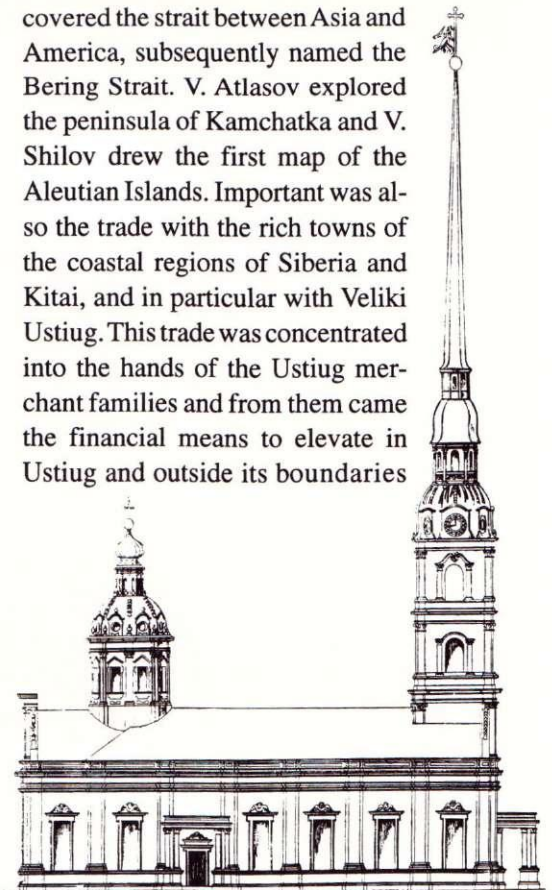 covered the strait between Asia and
America, subsequently named the
Bering Strait. V. Atlasov explored
the peninsula of Kamchatka and V.
Shilov drew the first map of the
Aleutian Islands. Important was al-
so the trade with the rich towns of
the coastal regions of Siberia and
Kitai, and in particular with Veliki
Ustiug. This trade was concentrated
into the hands of the Ustiug mer-
chant families and from them came
the financial means to elevate in
Ustiug and outside its boundaries